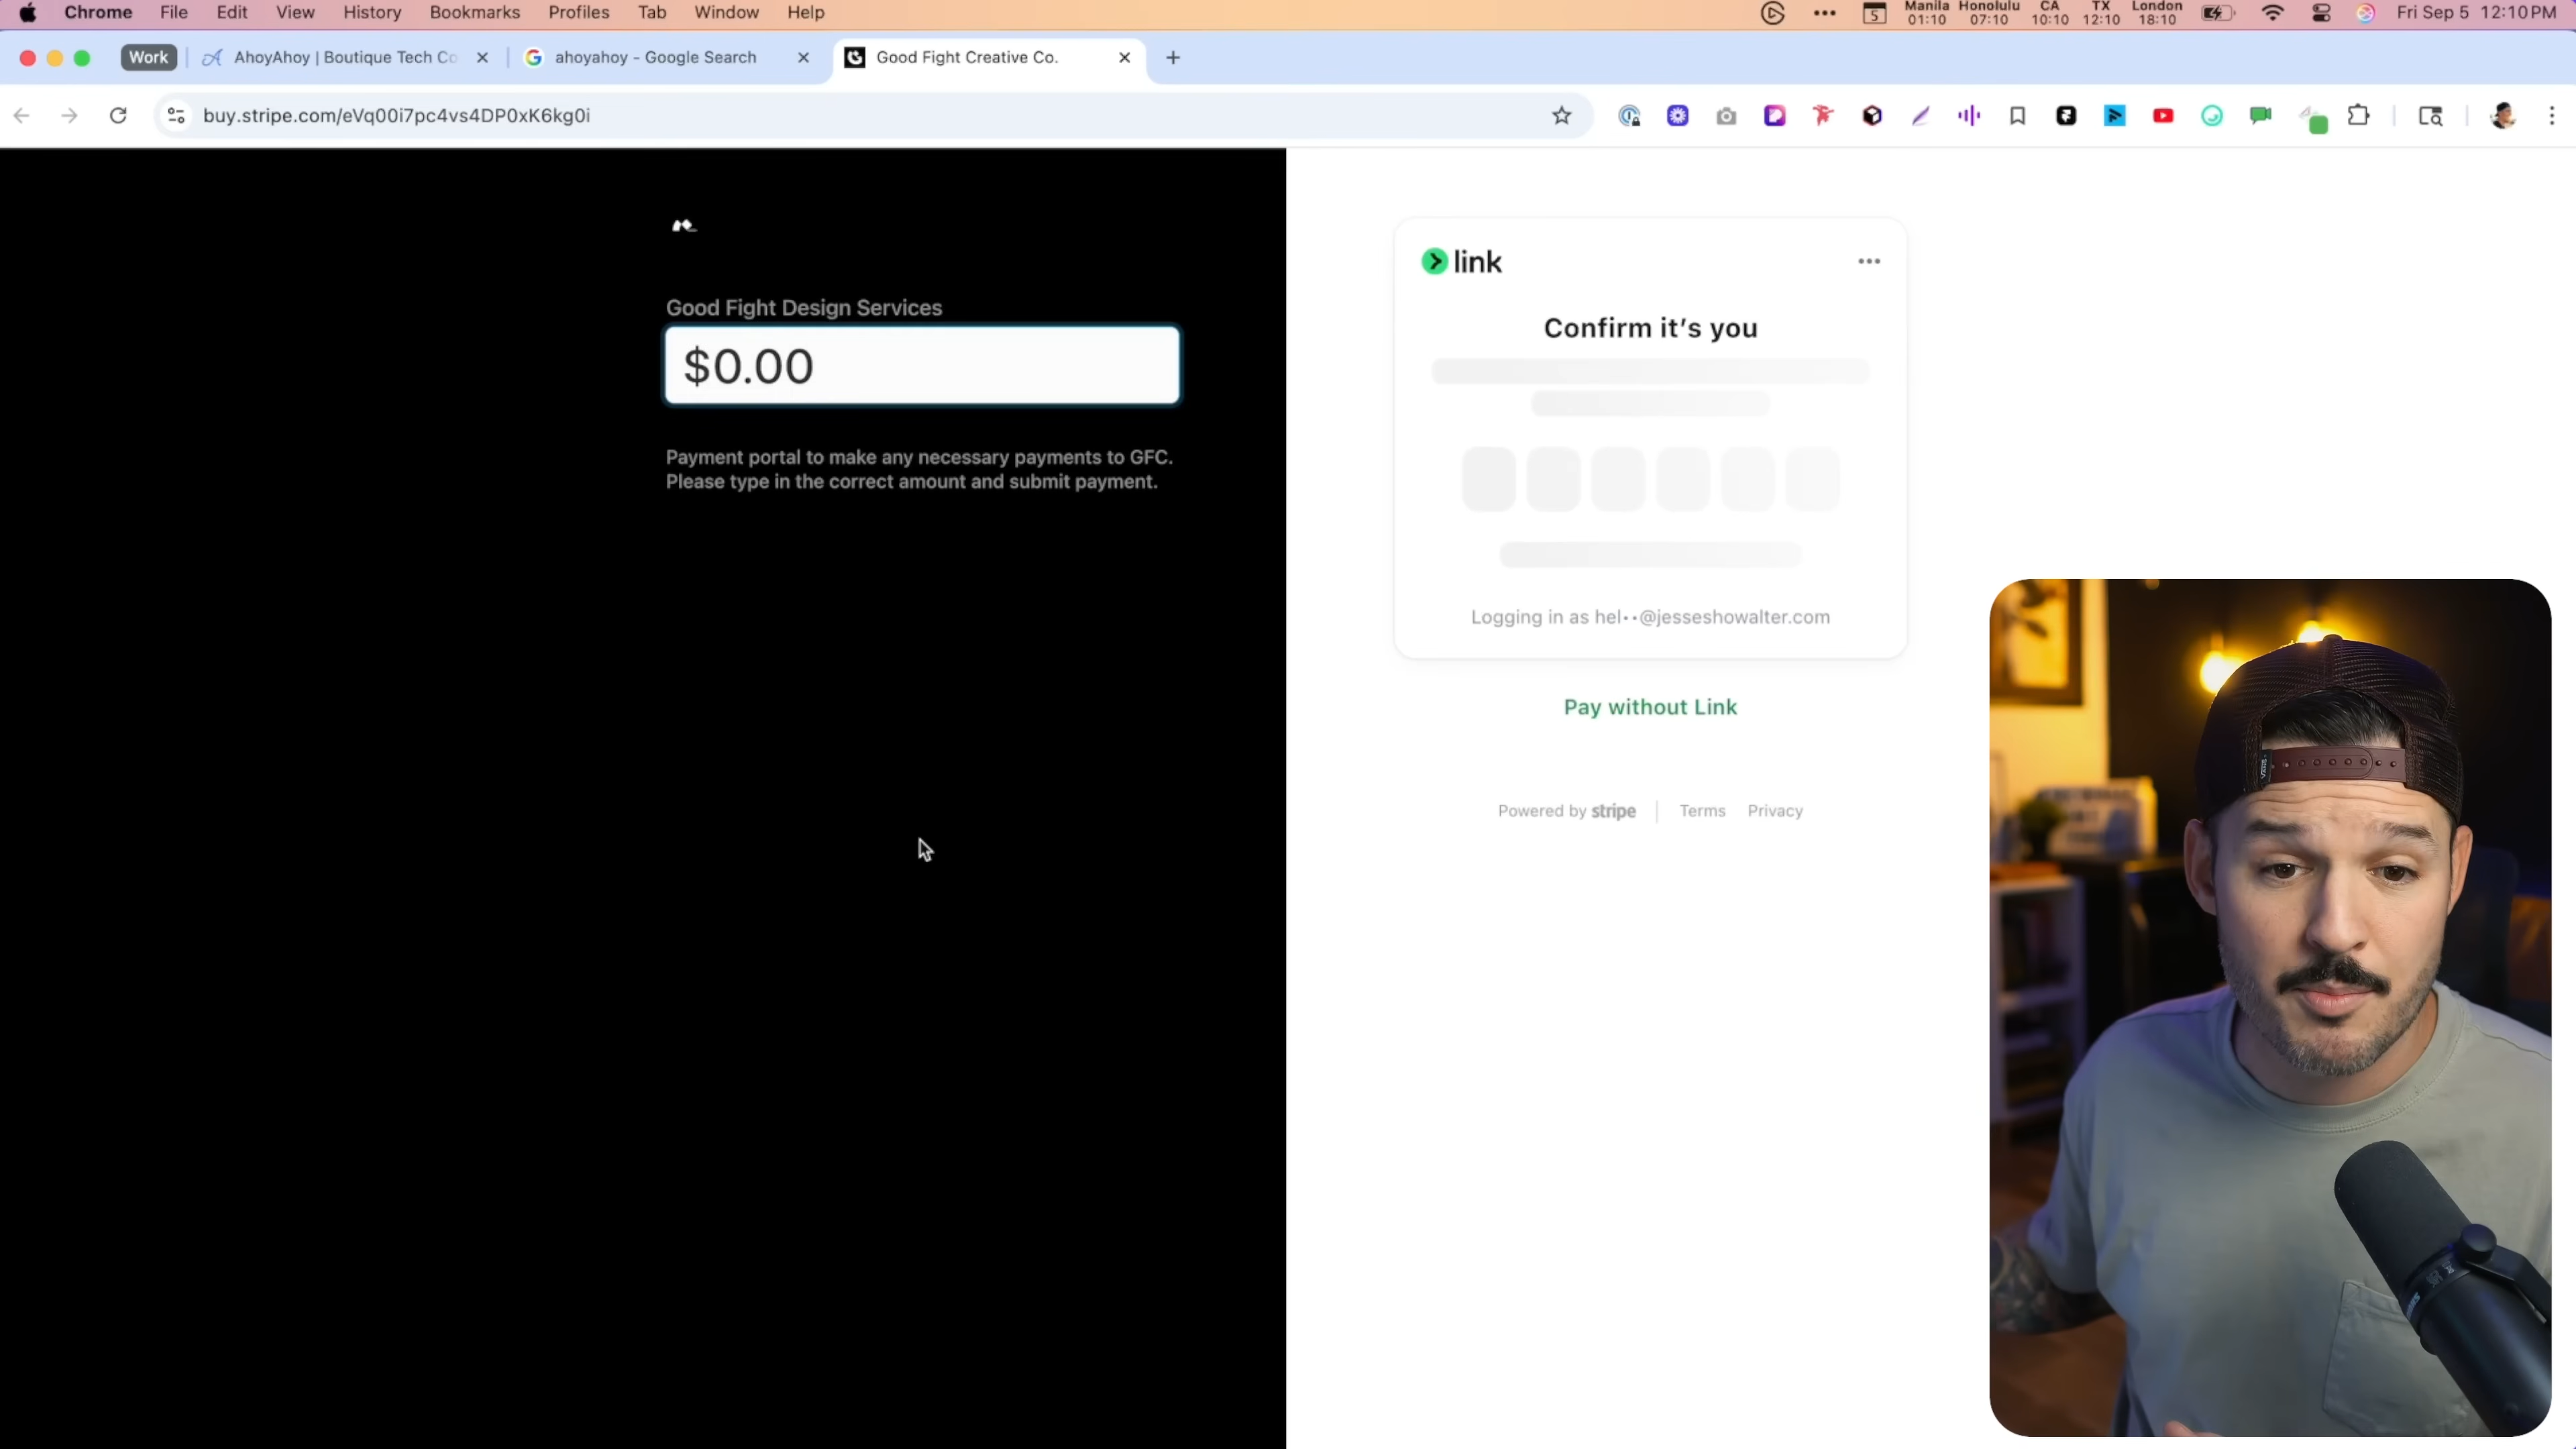 Chrome File Edit View History Bookmarks Profiles Tab Window Help
Manila Honolulu CA TX London
01:10 07:10 10:10 12:10 18:10
5
Fri Sep 5 12:10 PM
Work
AhoyAhoy | Boutique Tech Co
ahoyahoy - Google Search
Good Fight Creative Co.
buy.stripe.com/eVq00i7pc4vs4DP0xK6kg0i
Good Fight Design Services
$0.00
Payment portal to make any necessary payments to GFC.
Please type in the correct amount and submit payment.
link
Confirm it's you
Logging in as hel••@jesseshowalter.com
Pay without Link
Powered by stripe
Terms Privacy